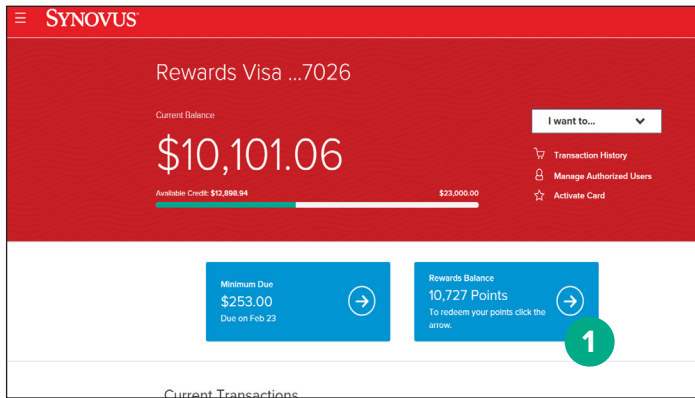 SYNOVUS
Rewards Visa ...7026
Current Balance
$10,101.06
Available Credit: $12,898.94
$23,000.00
I want to...
Transaction History
Manage Authorized Users
Activate Card
Minimum Due
$253.00
Due on Feb 23
Rewards Balance
10,727 Points
To redeem your points click the
arrow.
1
Current Transactions